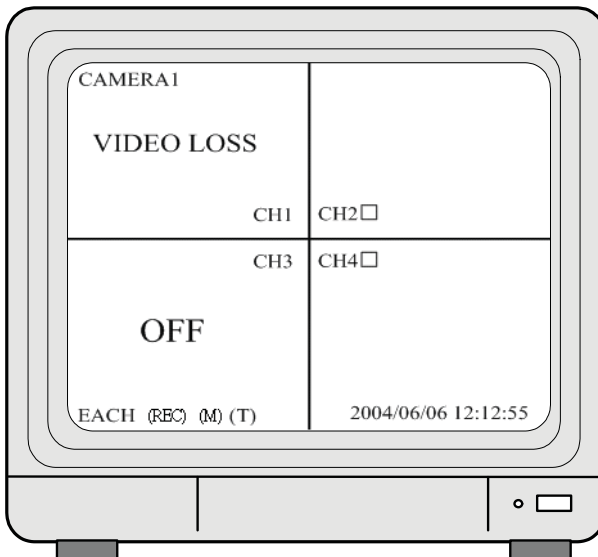 CAMERA1
VIDEO LOSS
CH1 CH2□
CH3 CH4□
OFF
EACH (REC) (M) (T) 2004/06/06 12:12:55